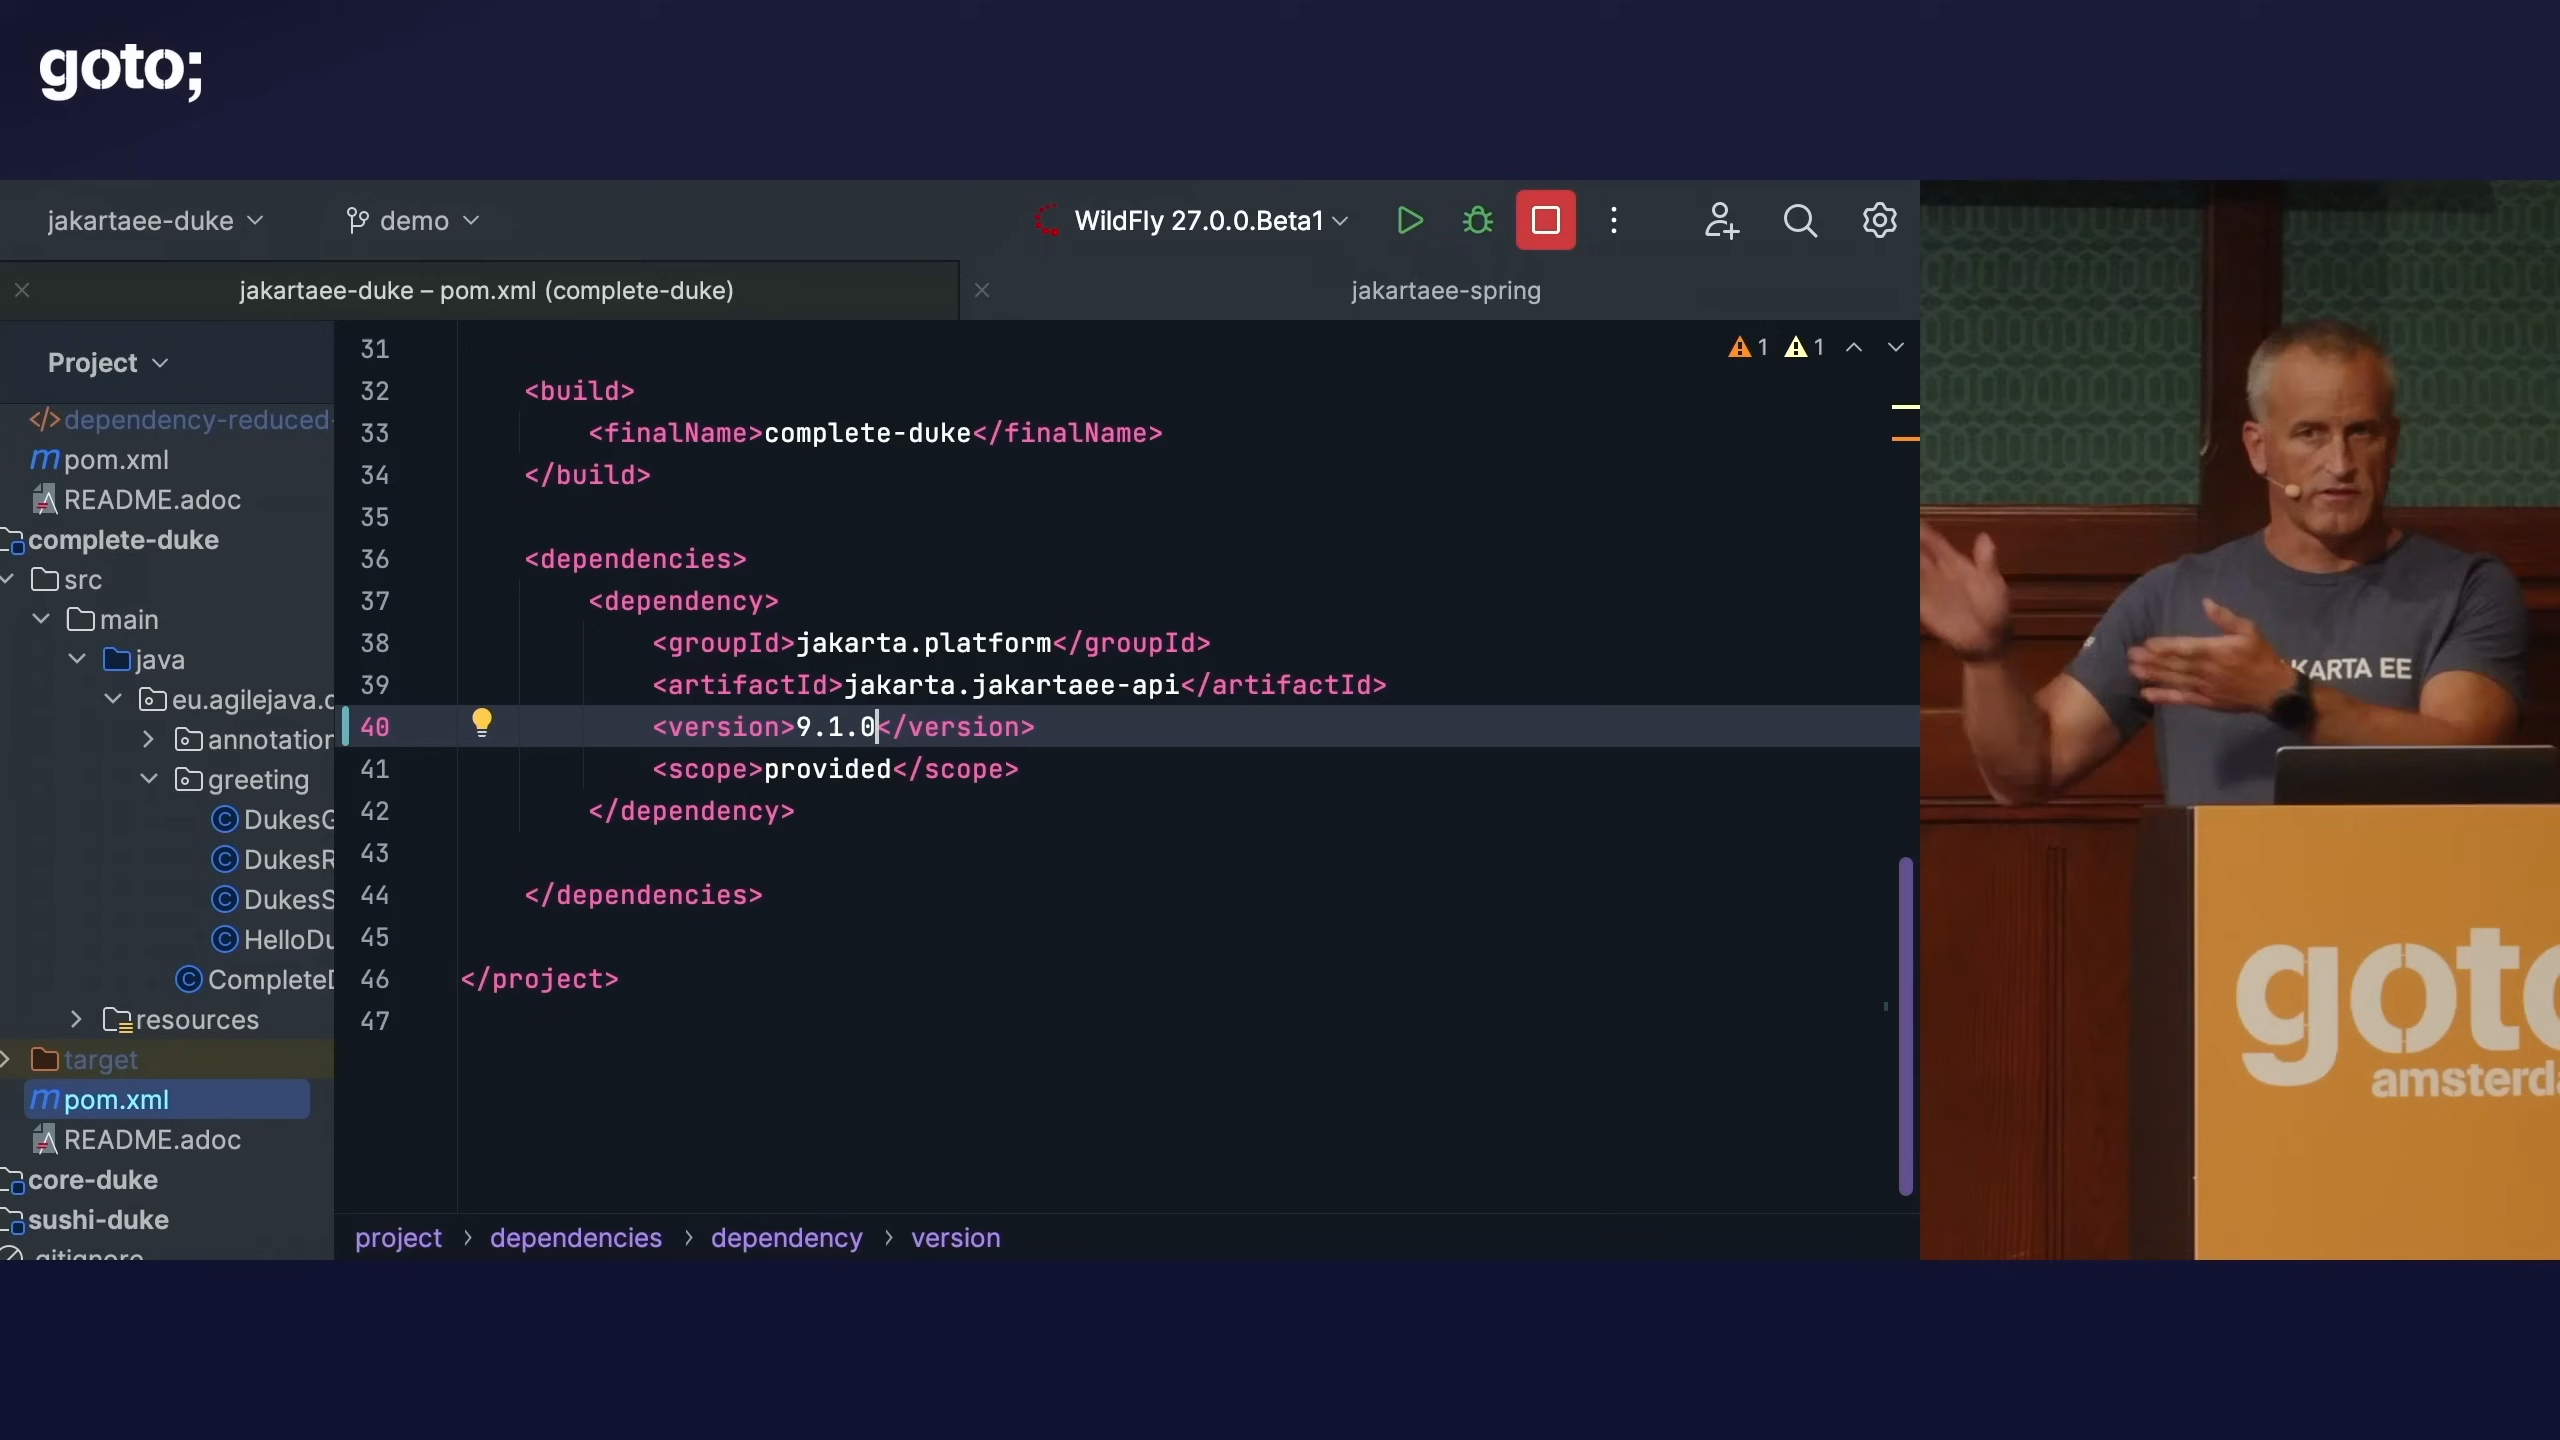 goto;
jakartaee-duke
demo
WildFly 27.0.0.Beta1
jakartaee-duke – pom.xml (complete-duke)
jakartaee-spring
Project
dependency-reduced-
pom.xml
README.adoc
complete-duke
src
main
java
eu.agilejava.
annotation
greeting
DukesG
DukesR
DukesS
HelloDu
Complete
resources
target
pom.xml
README.adoc
core-duke
sushi-duke
.gitignore
1 1
31
32 <build>
33 <finalName>complete-duke</finalName>
34 </build>
35
36 <dependencies>
37 <dependency>
38 <groupId>jakarta.platform</groupId>
39 <artifactId>jakarta.jakartaee-api</artifactId>
40 <version>9.1.0</version>
41 <scope>provided</scope>
42 </dependency>
43
44 </dependencies>
45
46 </project>
47
project > dependencies > dependency > version
KARTA EE
goto
amsterda